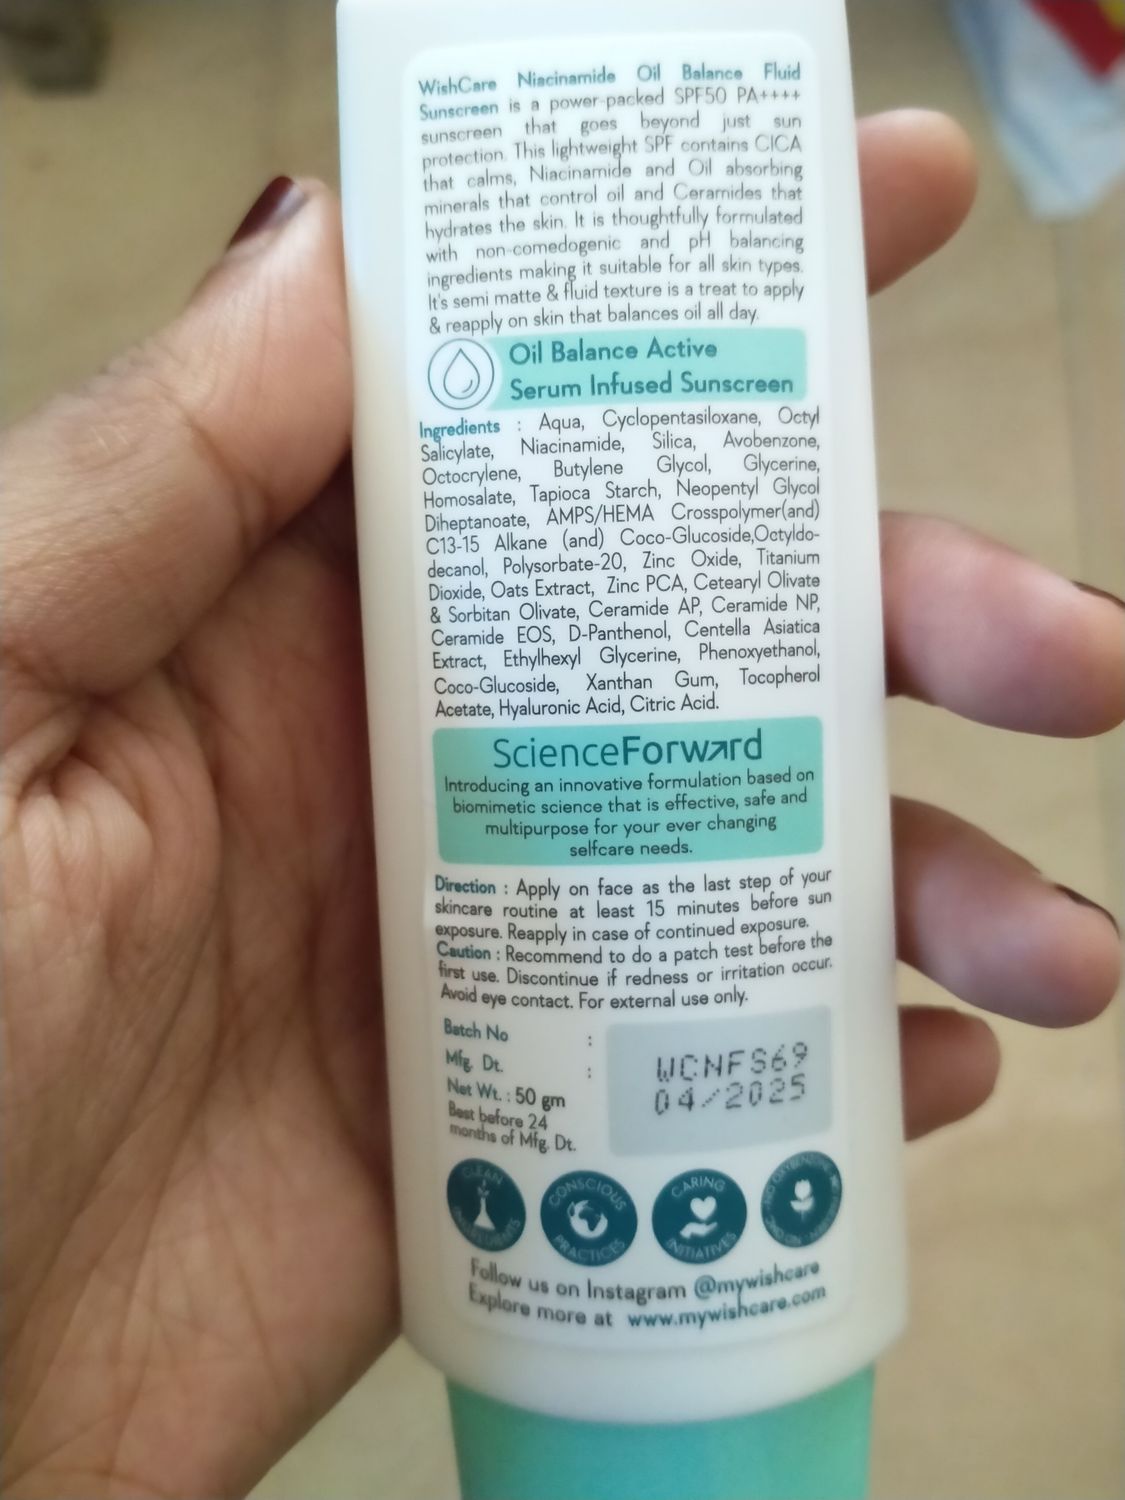 WishCare Niacinamide Oil Balance Fluid
Sunscreen is a power-packed SPF50 PA++++
sunscreen that goes beyond just sun
protection. This lightweight SPF contains CICA
that calms, Niacinamide and Oil absorbing
minerals that control oil and Ceramides that
hydrates the skin. It is thoughtfully formulated
with non-comedogenic and pH balancing
ingredients making it suitable for all skin types.
It's semi matte & fluid texture is a treat to apply
& reapply on skin that balances oil all day.
Oil Balance Active
Serum Infused Sunscreen
Ingredients : Aqua, Cyclopentasiloxane, Octyl
Salicylate, Niacinamide, Silica, Avobenzone,
Octocrylene, Butylene Glycol, Glycerine,
Homosalate, Tapioca Starch, Neopentyl Glycol
Diheptanoate, AMPS/HEMA Crosspolymer(and)
C13-15 Alkane (and) Coco-Glucoside,Octyldo-
decanol, Polysorbate-20, Zinc Oxide, Titanium
Dioxide, Oats Extract, Zinc PCA, Cetearyl Olivate
& Sorbitan Olivate, Ceramide AP, Ceramide NP,
Ceramide EOS, D-Panthenol, Centella Asiatica
Extract, Ethylhexyl Glycerine, Phenoxyethanol,
Coco-Glucoside, Xanthan Gum, Tocopherol
Acetate, Hyaluronic Acid, Citric Acid.
ScienceForward
Introducing an innovative formulation based on
biomimetic science that is effective, safe and
multipurpose for your ever changing
selfcare needs.
Direction : Apply on face as the last step of your
skincare routine at least 15 minutes before sun
exposure. Reapply in case of continued exposure.
Caution : Recommend to do a patch test before the
first use. Discontinue if redness or irritation occur.
Avoid eye contact. For external use only.
Batch No : WCNFS69
Mfg. Dt. : 04/2025
Net Wt. : 50 gm
Best before 24
months of Mfg. Dt.
CLEAN INGREDIENTS
CONSCIOUS PRACTICES
CARING INITIATIVES
NO OXYBENZONE
Follow us on Instagram @mywishcare
Explore more at www.mywishcare.com